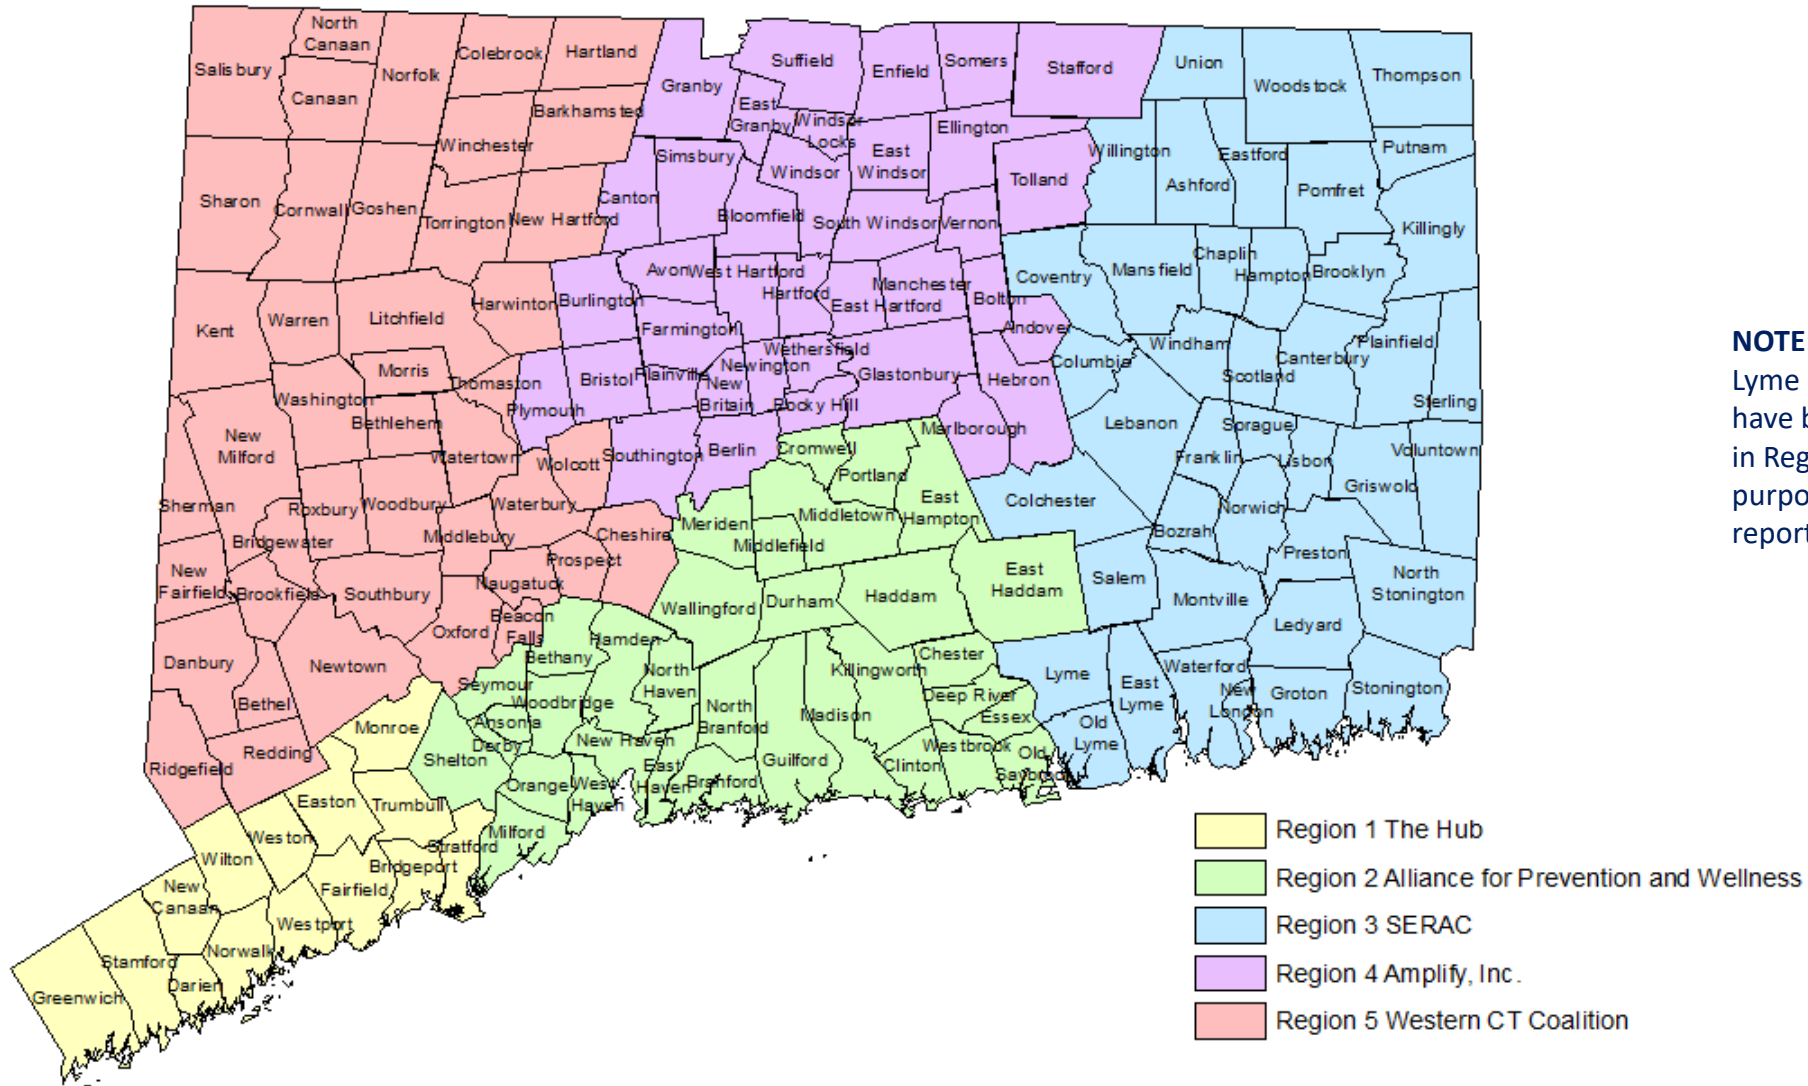 North
Canaan
Salisbury
Canaan
Norfolk
Colebrook
Hartland
Barkhamsted
Winchester
Granby
Suffield
Enfield
Somers
Stafford
Union
Woodstock
Thompson
East
Granby
Windsor
Locks
East
Windsor
Ellington
Simsbury
Windsor
Tolland
Willington
Ashford
Eastford
Pomfret
Putnam
Killingly
Sharon
Cornwall
Goshen
Torrington
New Hartford
Canton
Bloomfield
South Windsor
Vernon
Coventry
Mansfield
Chaplin
Hampton
Brooklyn
Kent
Warren
Litchfield
Harwinton
Burlington
Avon
West Hartford
Hartford
East Hartford
Manchester
Bolton
Andover
Farmington
Windham
Scotland
Canterbury
Plainfield
Sterling
Columbia
Washington
Morris
Thomaston
Plymouth
Bristol
Plainville
New
Britain
Newington
Wethersfield
Rocky Hill
Glastonbury
Hebron
Marlborough
Lebanon
Bethlehem
New
Milford
Watertown
Wolcott
Southington
Berlin
Cromwell
Portland
East
Hampton
Colchester
Franklin
Sprague
Lisbon
Griswold
Voluntown
Sherman
Roxbury
Woodbury
Waterbury
Middlebury
Cheshire
Meriden
Middletown
Middlefield
Bozrah
Norwich
Preston
North
Stonington
Bridgewater
New
Fairfield
Brookfield
Southbury
Naugatuck
Prospect
Wallingford
Durham
Haddam
East
Haddam
Salem
Montville
Ledyard
Danbury
Bethel
Newtown
Oxford
Beacon
Falls
Bethany
Hamden
North
Haven
Killingworth
Chester
Deep River
Essex
Lyme
East
Lyme
Old
Lyme
Waterford
New
London
Groton
Stonington
Seymour
Woodbridge
Ansonia
Derby
New Haven
North
Branford
Madison
Guilford
Westbrook
Clinton
Old
Saybrook
Ridgefield
Redding
Monroe
Shelton
Orange
West
Haven
East
Haven
Branford
Milford
Easton
Trumbull
Stratford
Bridgeport
Weston
Wilton
Fairfield
New
Canaan
Westport
Norwalk
Stamford
Darien
Greenwich
NOTE
Lyme
have b
in Reg
purpo
report
Region 1 The Hub
Region 2 Alliance for Prevention and Wellness
Region 3 SERAC
Region 4 Amplify, Inc.
Region 5 Western CT Coalition